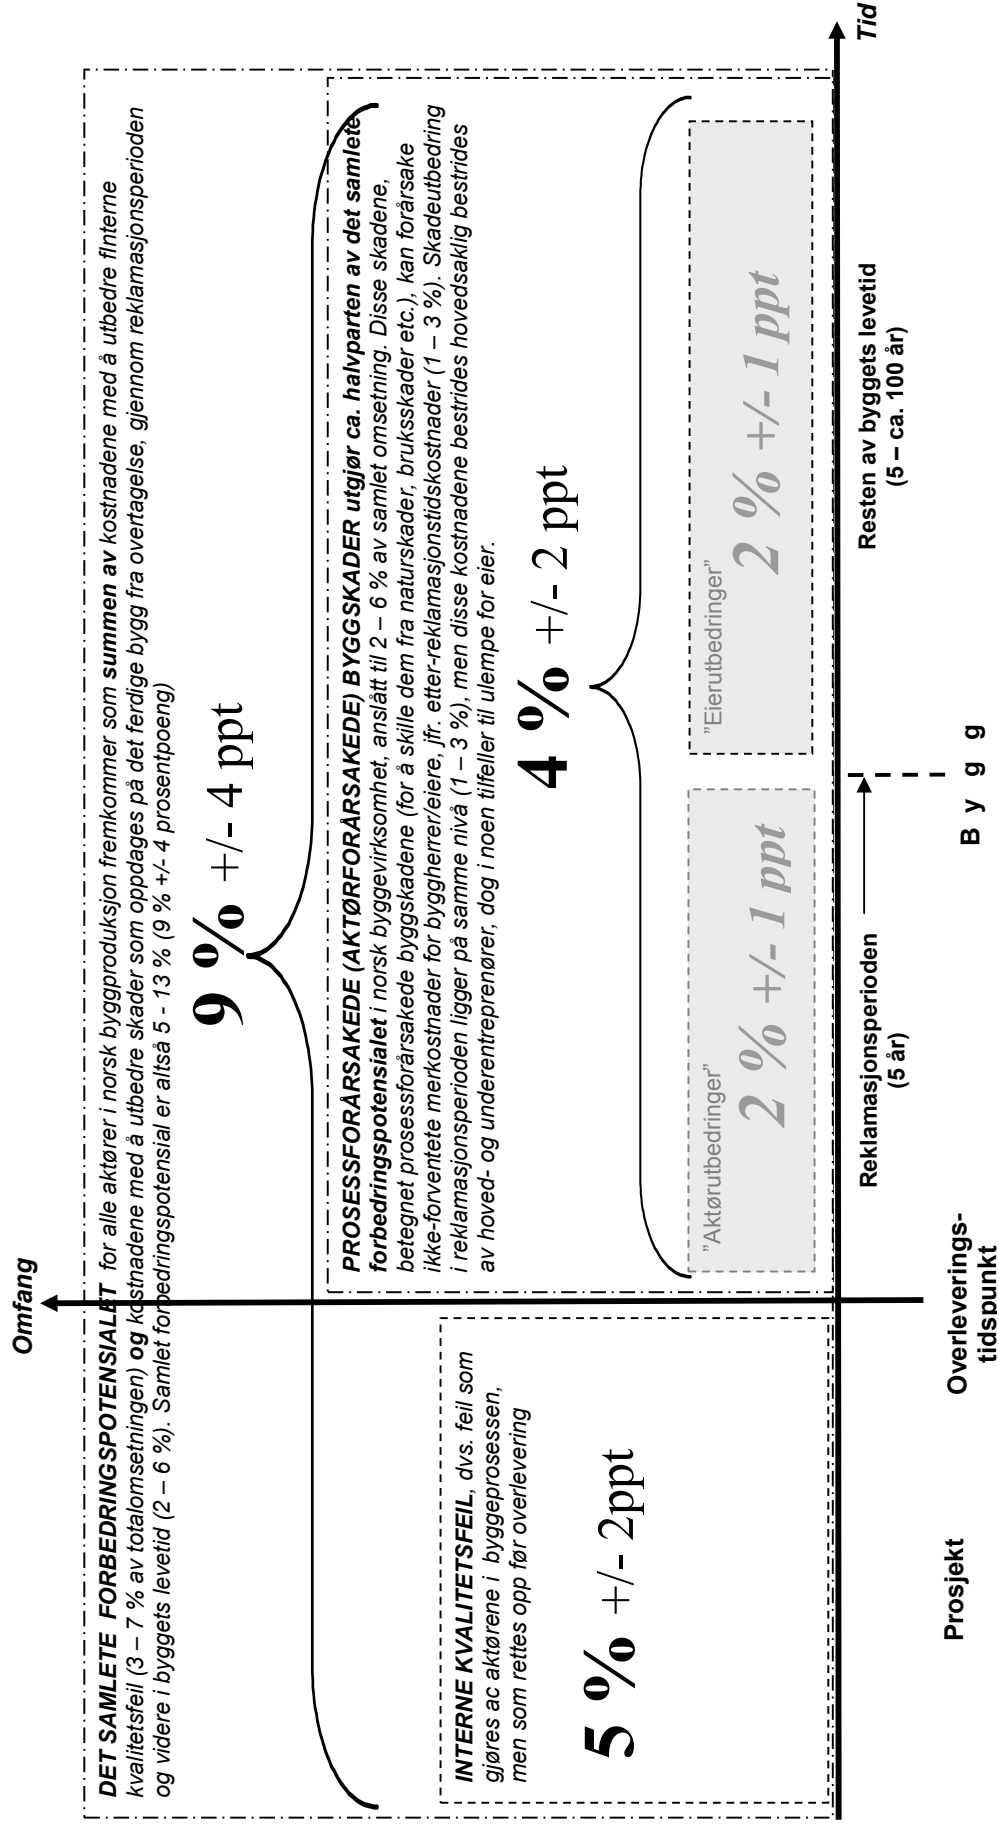 Omfang
DET SAMLETE FORBEDRINGSPOTENSIALET for alle aktører i norsk byggproduksjon fremkommer som summen av kostnadene med å utbedre fInterne
kvalitetsfeil (3 – 7 % av totalomsetningen) og kostnadene med å utbedre skader som oppdages på det ferdige bygg fra overtagelse, gjennom reklamasjonsperioden
og videre i byggets levetid (2 – 6 %). Samlet forbedringspotensial er altså 5 - 13 % (9 % +/- 4 prosentpoeng)
9 % +/- 4 ppt
PROSESSFORÅRSAKEDE (AKTØRFORÅRSAKEDE) BYGGSKADER utgjør ca. halvparten av det samlete
forbedringspotensialet i norsk byggevirksomhet, anslått til 2 – 6 % av samlet omsetning. Disse skadene,
betegnet prosessforårsakede byggskadene (for å skille dem fra naturskader, bruksskader etc.), kan forårsake
ikke-forventete merkostnader for byggherrer/eiere, jfr. etter-reklamasjonstidskostnader (1 – 3 %). Skadeutbedring
i reklamasjonsperioden ligger på samme nivå (1 – 3 %), men disse kostnadene bestrides hovedsaklig bestrides
av hoved- og underentreprenører, dog i noen tilfeller til ulempe for eier.
4 % +/- 2 ppt
INTERNE KVALITETSFEIL, dvs. feil som
gjøres ac aktørene i byggeprosessen,
men som rettes opp før overlevering
5 % +/- 2ppt
"Aktørutbedringer"
2 % +/- 1 ppt
"Eierutbedringer"
2 % +/- 1 ppt
Tid
Reklamasjonsperioden
(5 år)
Resten av byggets levetid
(5 – ca. 100 år)
Prosjekt
Overleverings-
tidspunkt
B y g g